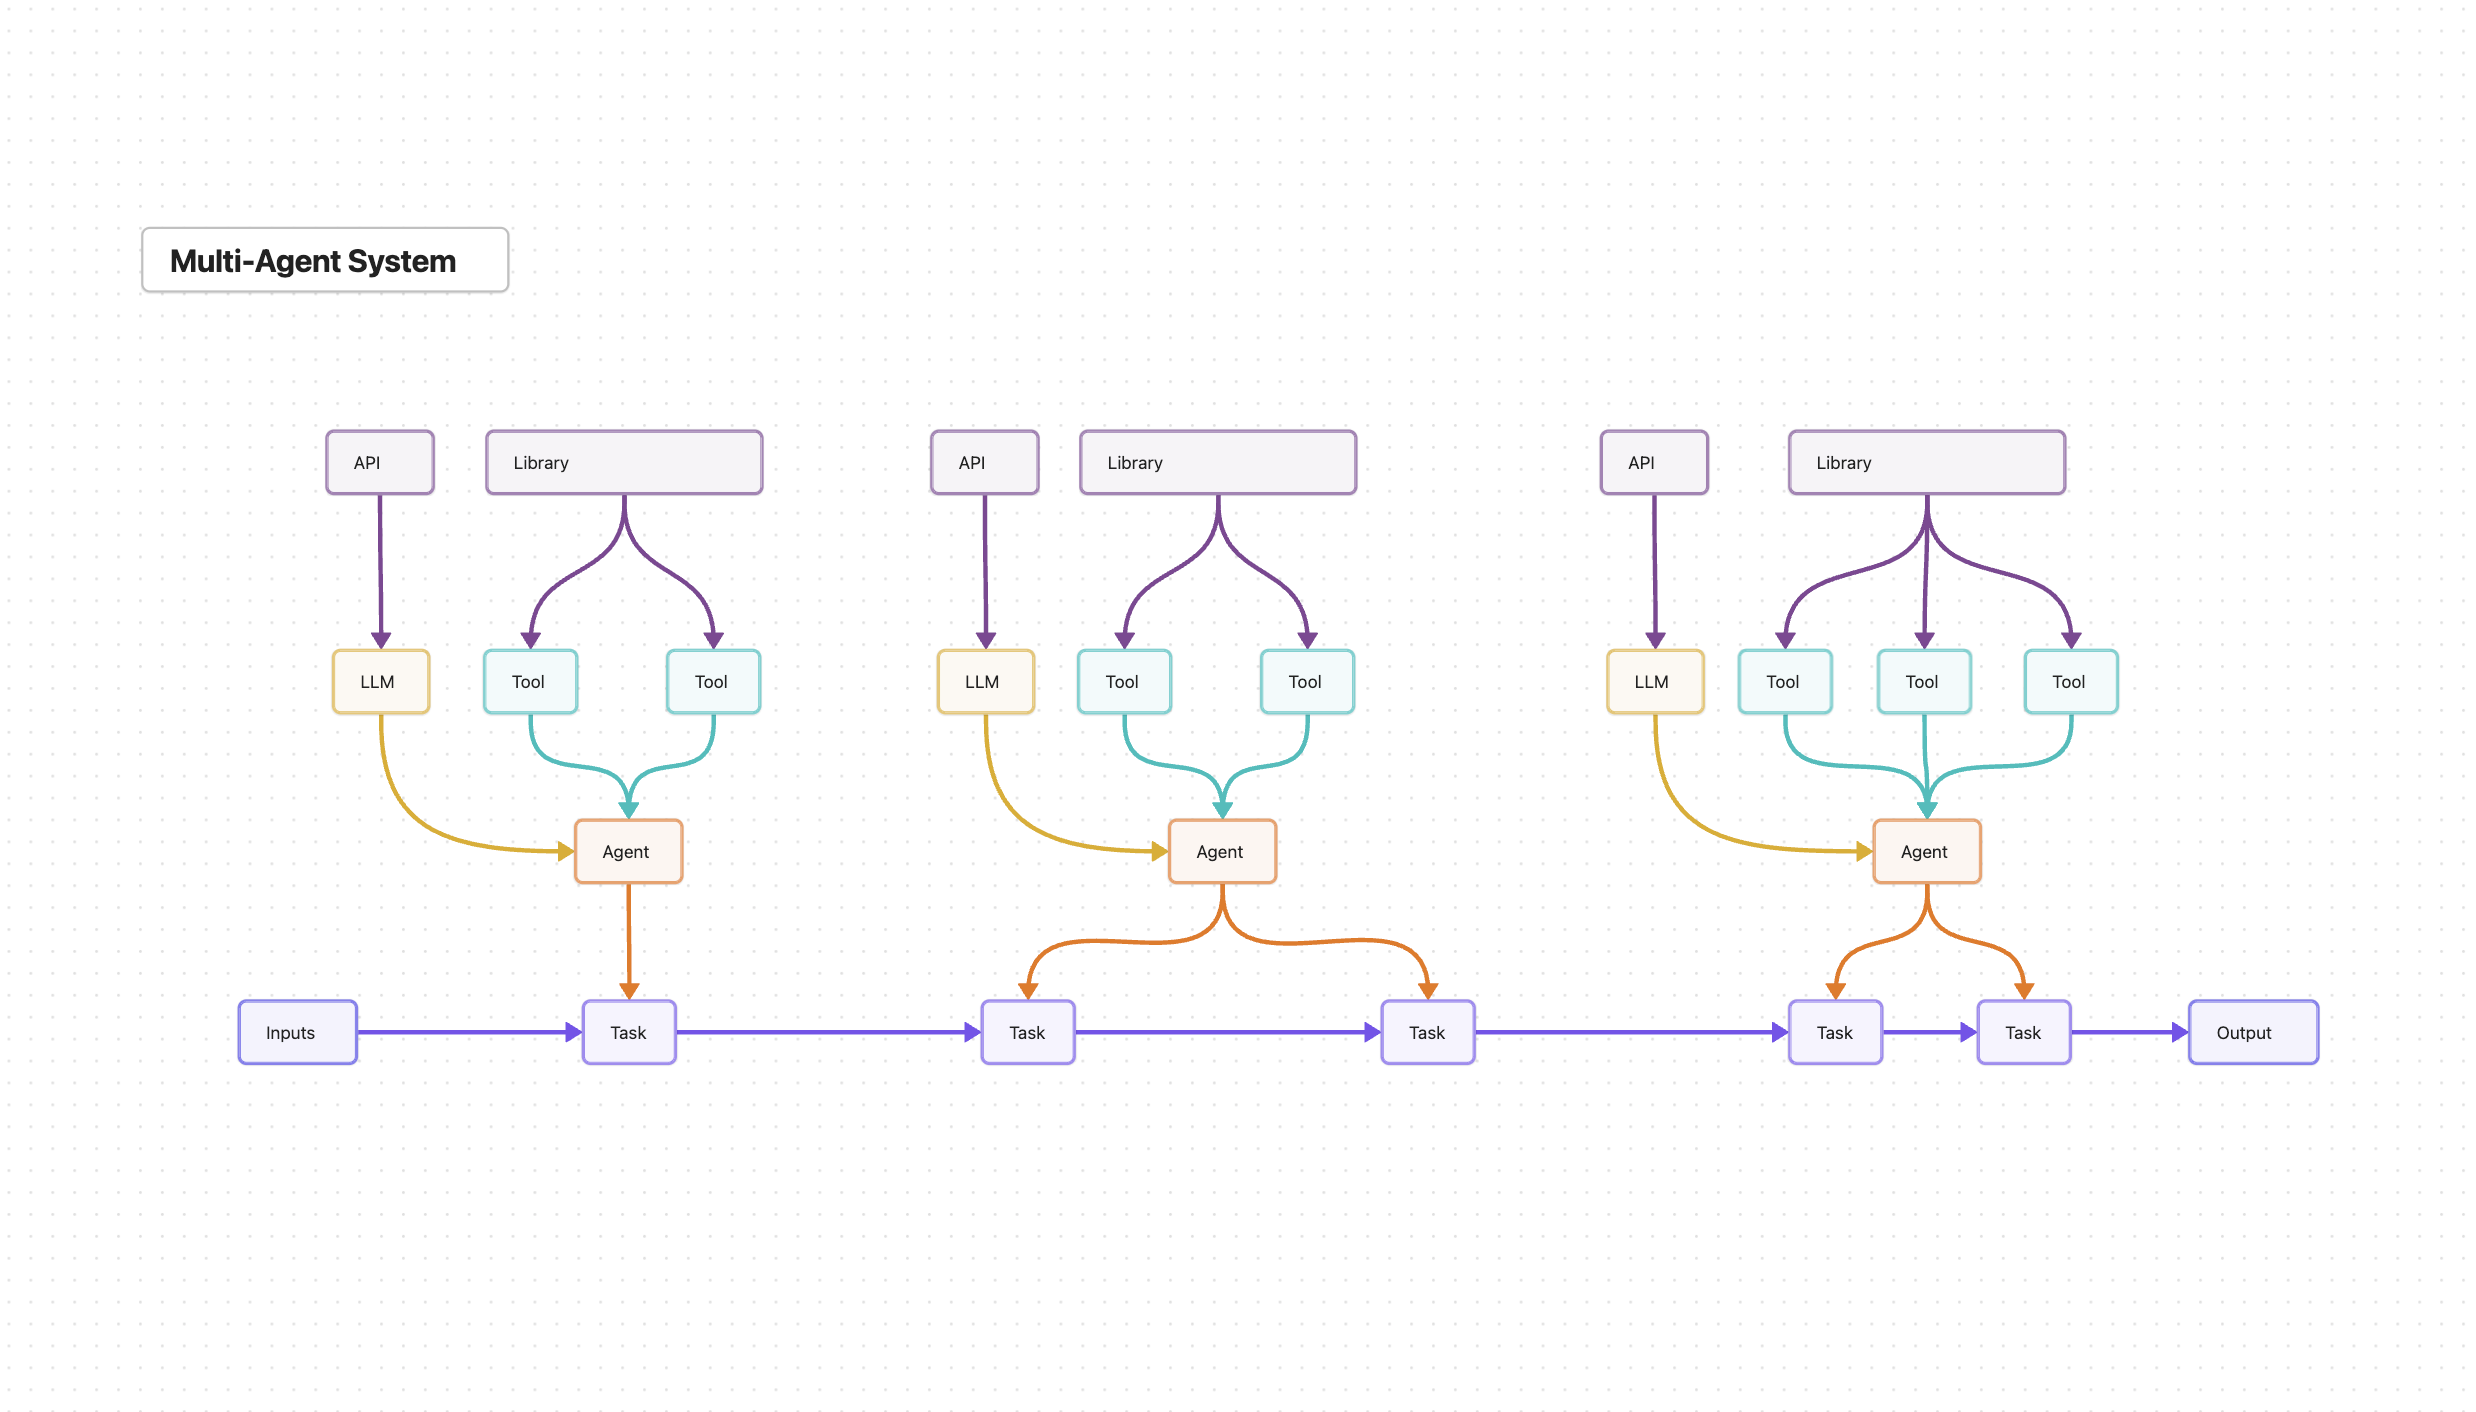 Multi-Agent System
API
Library
API
Library
API
Library
LLM
Tool
Tool
LLM
Tool
Tool
LLM
Tool
Tool
Tool
Agent
Agent
Agent
Inputs
Task
Task
Task
Task
Task
Output